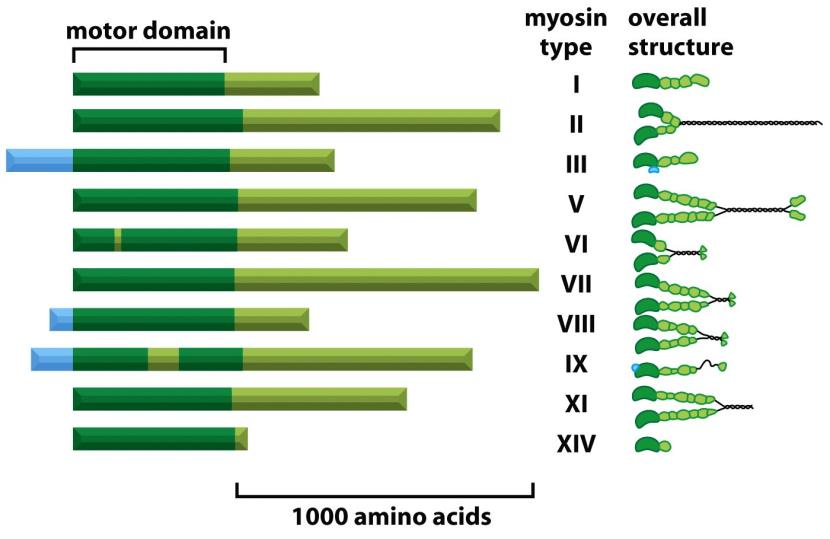 motor domain
myosin type
overall structure
I
II
III
V
VI
VII
VIII
IX
XI
XIV
1000 amino acids